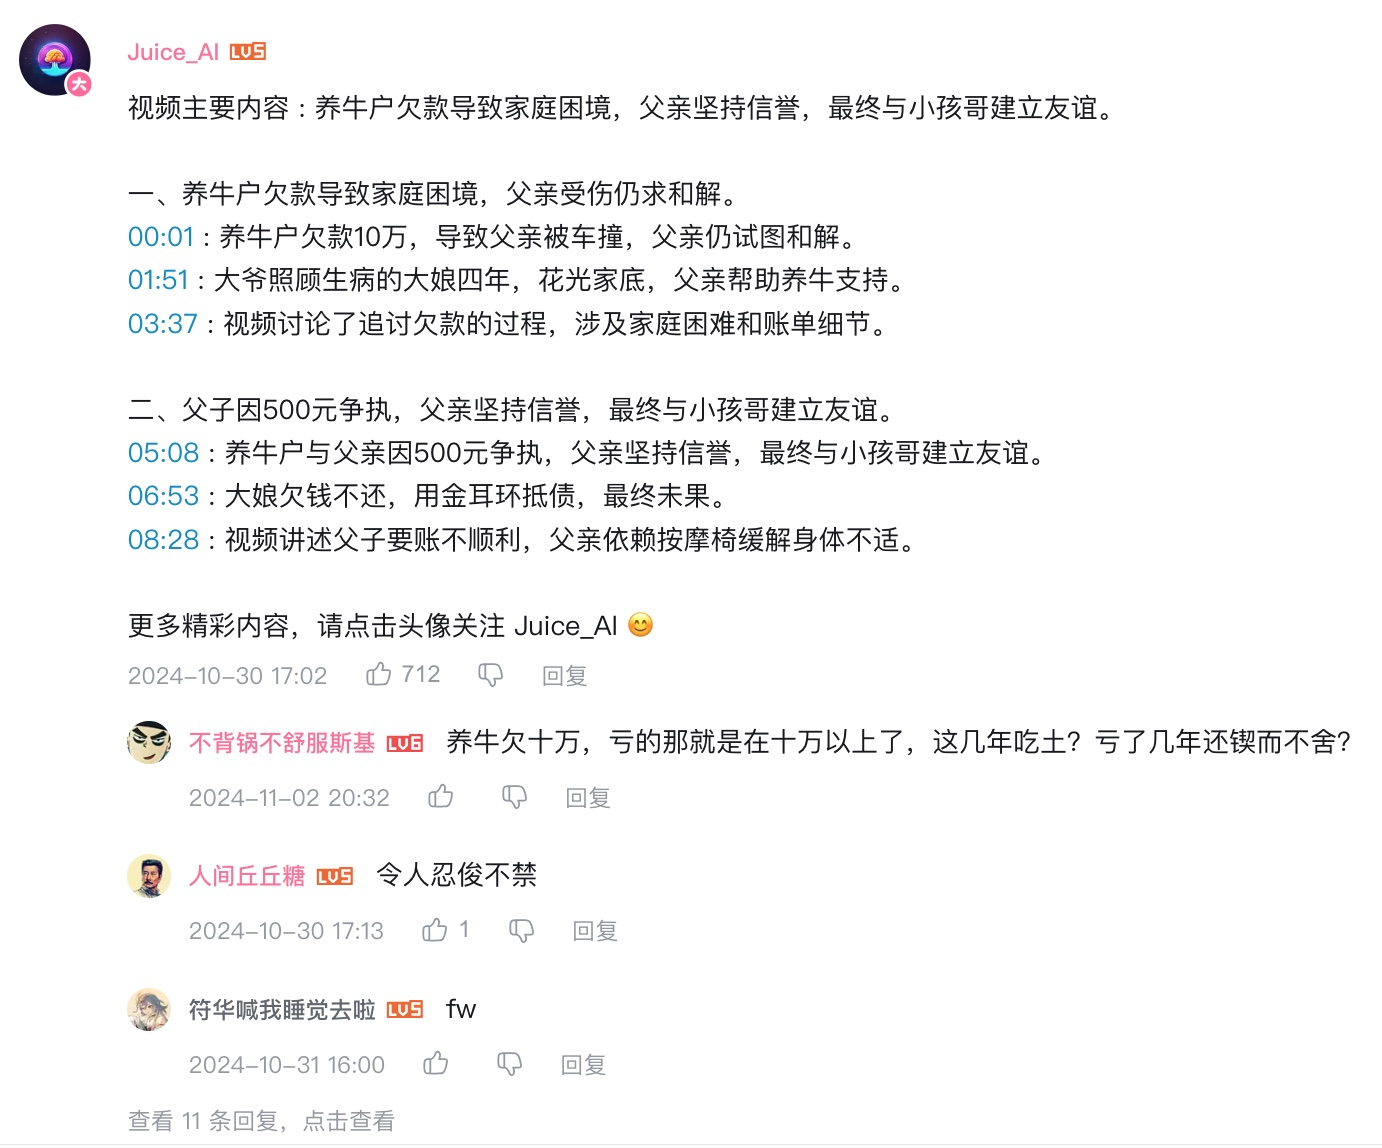 Juice_AI LV5
大
视频主要内容：养牛户欠款导致家庭困境，父亲坚持信誉，最终与小孩哥建立友谊。
一、养牛户欠款导致家庭困境，父亲受伤仍求和解。
00:01：养牛户欠款10万，导致父亲被车撞，父亲仍试图和解。
01:51：大爷照顾生病的大娘四年，花光家底，父亲帮助养牛支持。
03:37：视频讨论了追讨欠款的过程，涉及家庭困难和账单细节。
二、父子因500元争执，父亲坚持信誉，最终与小孩哥建立友谊。
05:08：养牛户与父亲因500元争执，父亲坚持信誉，最终与小孩哥建立友谊。
06:53：大娘欠钱不还，用金耳环抵债，最终未果。
08:28：视频讲述父子要账不顺利，父亲依赖按摩椅缓解身体不适。
更多精彩内容，请点击头像关注 Juice_AI 😊
2024-10-30 17:02 712 回复
不背锅不舒服斯基 LV6 养牛欠十万，亏的那就是在十万以上了，这几年吃土？亏了几年还锲而不舍？
2024-11-02 20:32 回复
人间丘丘糖 LV5 令人忍俊不禁
2024-10-30 17:13 1 回复
符华喊我睡觉去啦 LV5 fw
2024-10-31 16:00 回复
查看 11 条回复，点击查看